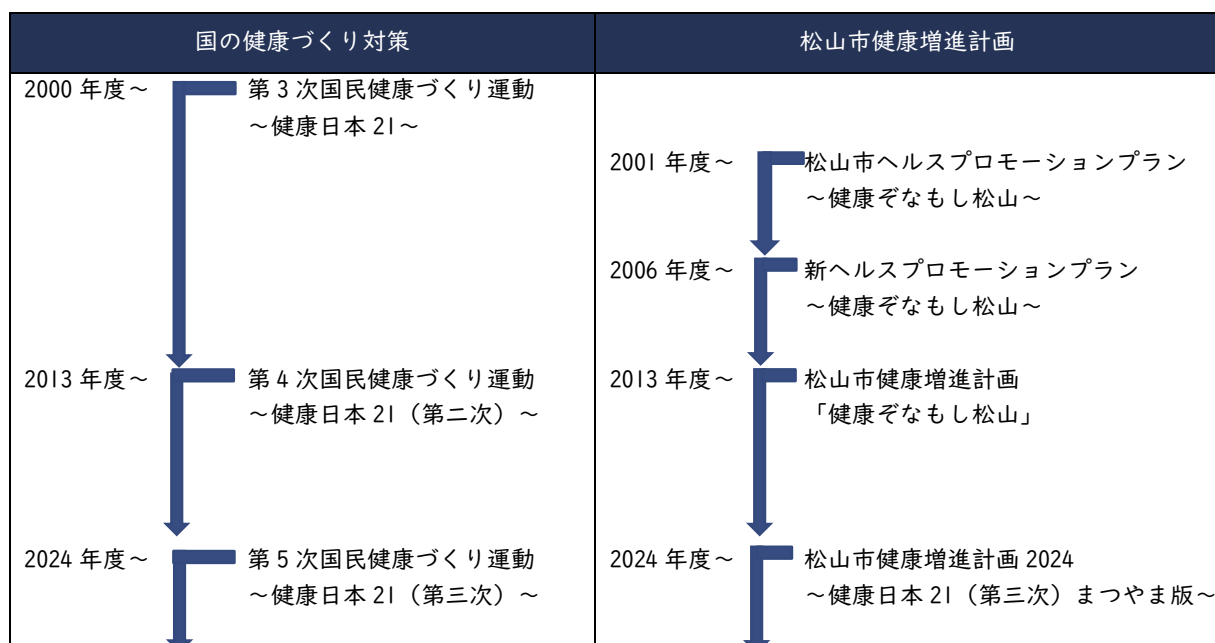 国の健康づくり対策
松山市健康増進計画
2000 年度～ 第 3 次国民健康づくり運動
～健康日本 21～
2001 年度～ 松山市ヘルスプロモーションプラン
～健康ぞなもし松山～
2006 年度～ 新ヘルスプロモーションプラン
～健康ぞなもし松山～
2013 年度～ 第 4 次国民健康づくり運動
～健康日本 21（第二次）～
2013 年度～ 松山市健康増進計画
「健康ぞなもし松山」
2024 年度～ 第 5 次国民健康づくり運動
～健康日本 21（第三次）～
2024 年度～ 松山市健康増進計画 2024
～健康日本 21（第三次）まつやま版～